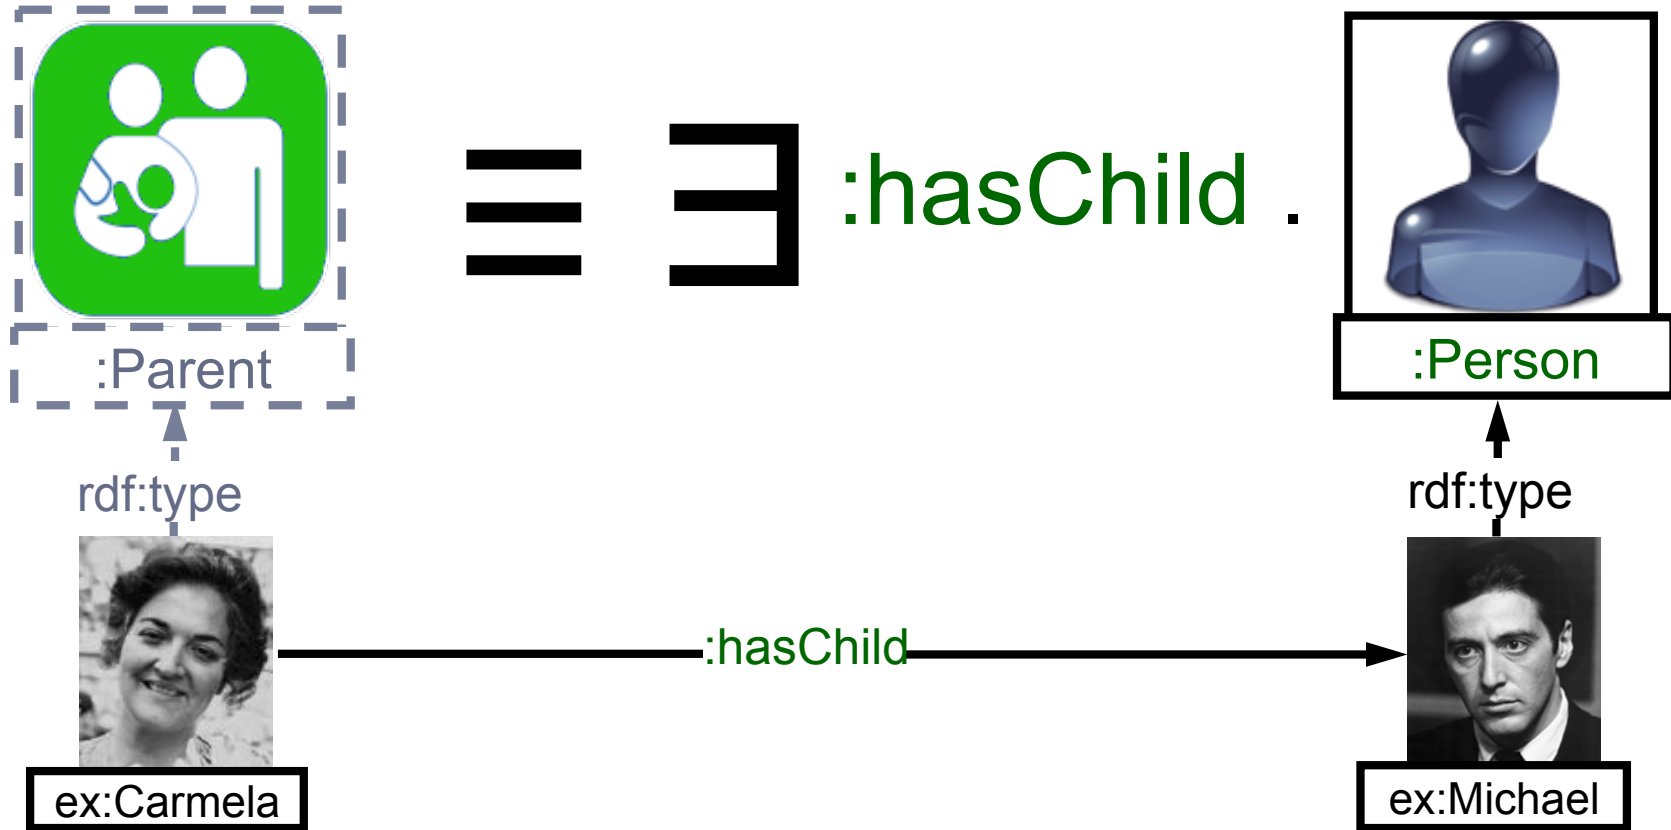 ≡ ∃ :hasChild .
:Parent
:Person
rdf:type
rdf:type
:hasChild
ex:Carmela
ex:Michael